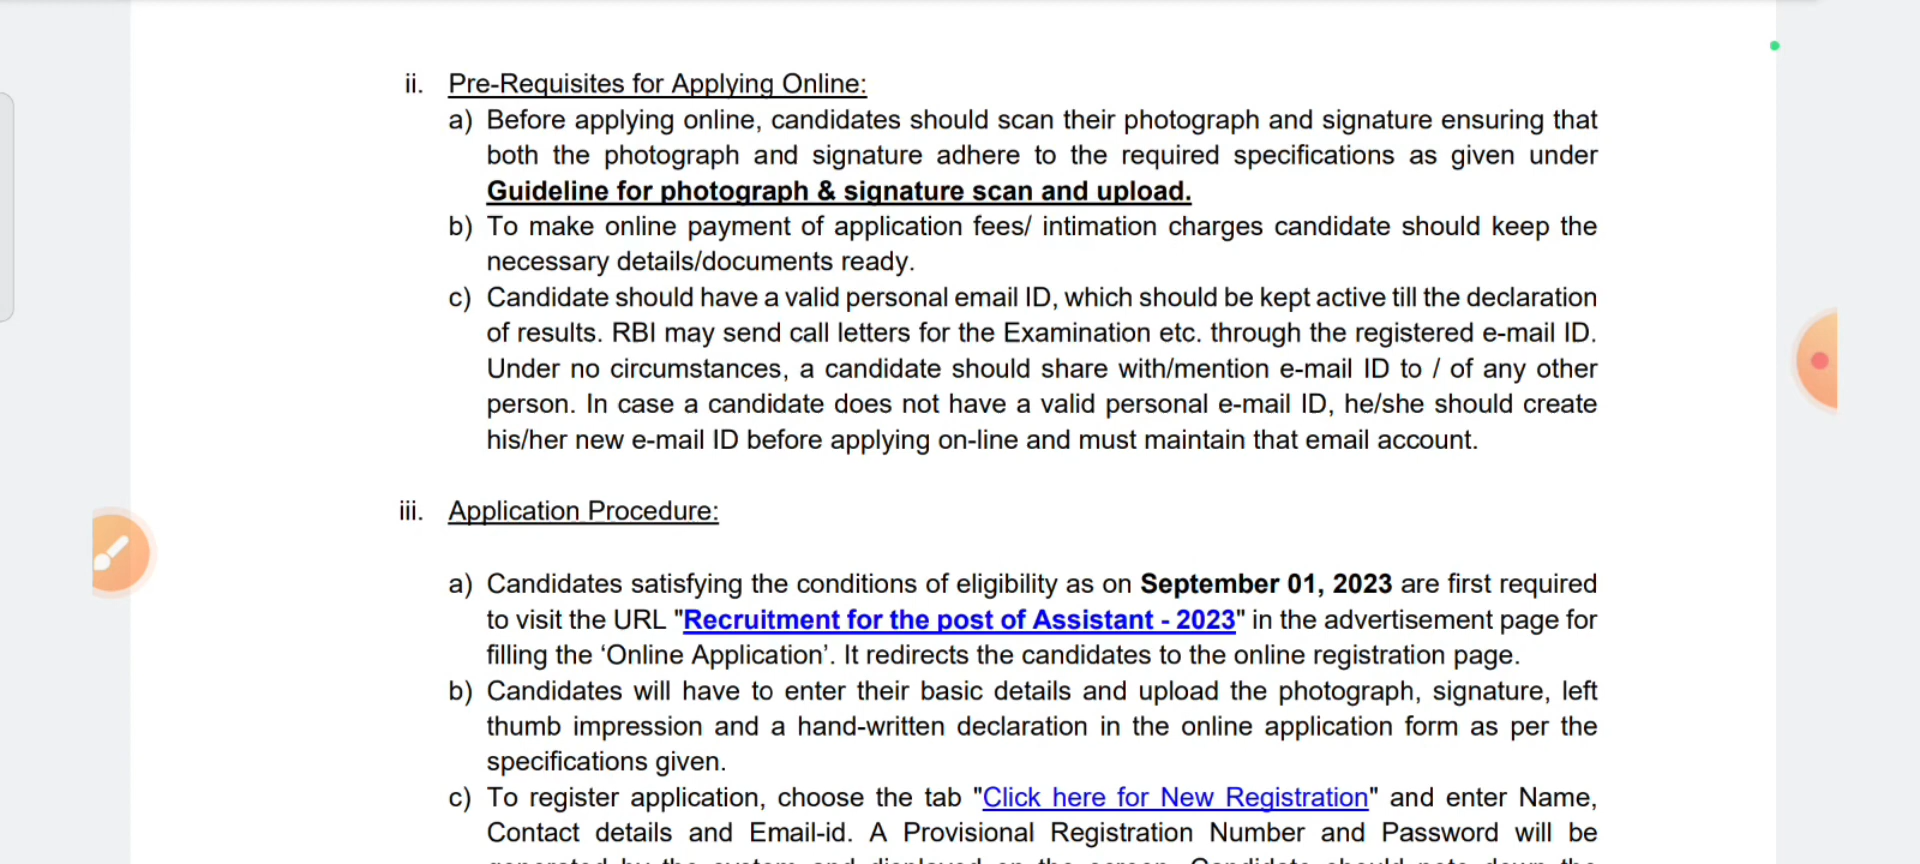 ii. Pre-Requisites for Applying Online:
a) Before applying online, candidates should scan their photograph and signature ensuring that
both the photograph and signature adhere to the required specifications as given under
Guideline for photograph & signature scan and upload.
b) To make online payment of application fees/ intimation charges candidate should keep the
necessary details/documents ready.
c) Candidate should have a valid personal email ID, which should be kept active till the declaration
of results. RBI may send call letters for the Examination etc. through the registered e-mail ID.
Under no circumstances, a candidate should share with/mention e-mail ID to / of any other
person. In case a candidate does not have a valid personal e-mail ID, he/she should create
his/her new e-mail ID before applying on-line and must maintain that email account.
iii. Application Procedure:
a) Candidates satisfying the conditions of eligibility as on September 01, 2023 are first required
to visit the URL "Recruitment for the post of Assistant - 2023" in the advertisement page for
filling the ‘Online Application’. It redirects the candidates to the online registration page.
b) Candidates will have to enter their basic details and upload the photograph, signature, left
thumb impression and a hand-written declaration in the online application form as per the
specifications given.
c) To register application, choose the tab "Click here for New Registration" and enter Name,
Contact details and Email-id. A Provisional Registration Number and Password will be